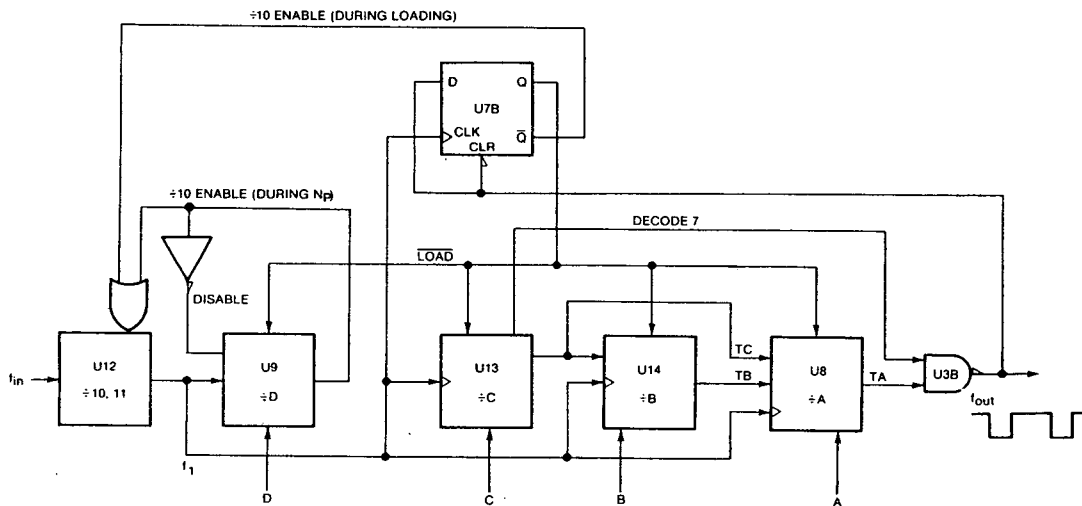 ÷10 ENABLE (DURING LOADING)
D
Q
U7B
CLK
Q̅
CLR
÷10 ENABLE (DURING Np)
DECODE 7
L̅O̅A̅D̅
DISABLE
U12
÷10, 11
fin
U9
÷D
U13
÷C
U14
÷B
TC
TB
U8
÷A
TA
U3B
fout
f1
D
C
B
A